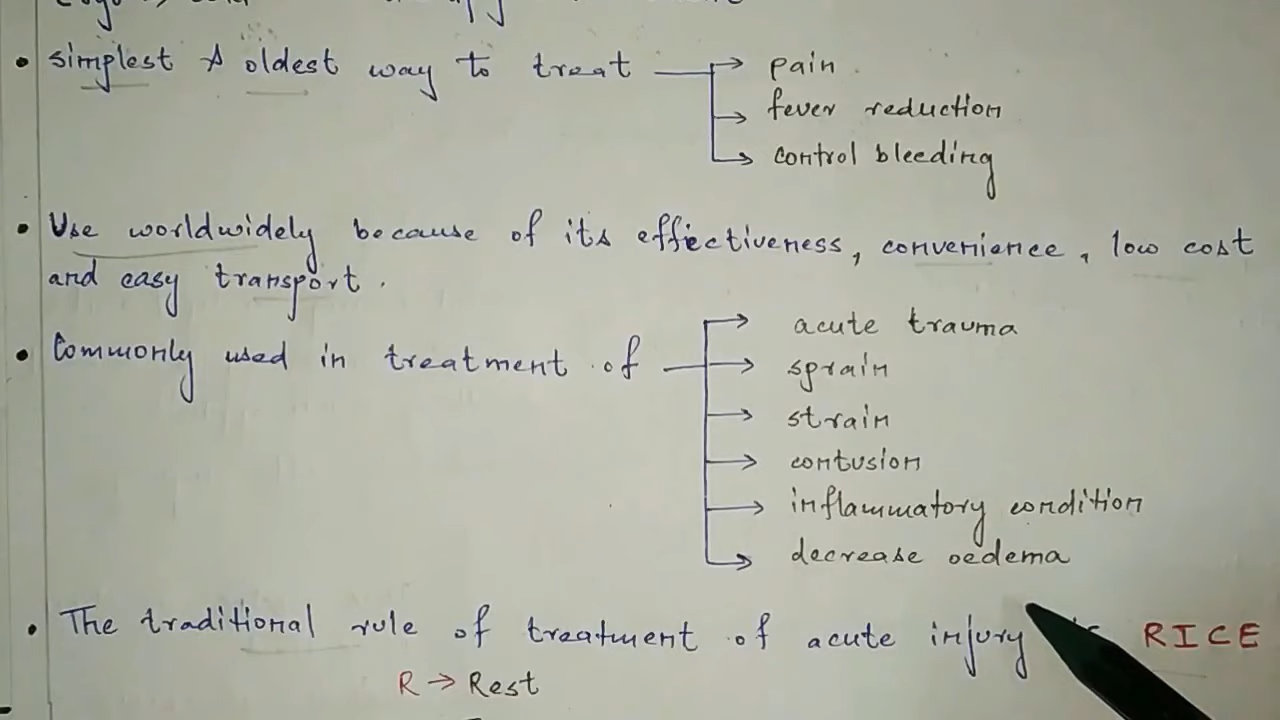 • simplest & oldest way to treat → pain
→ fever reduction
→ control bleeding
• Use worldwidely because of its effectiveness, convenience, low cost
and easy transport.
• Commonly used in treatment of → acute trauma
→ sprain
→ strain
→ contusion
→ inflammatory condition
→ decrease oedema
• The traditional rule of treatment of acute injury RICE
R → Rest